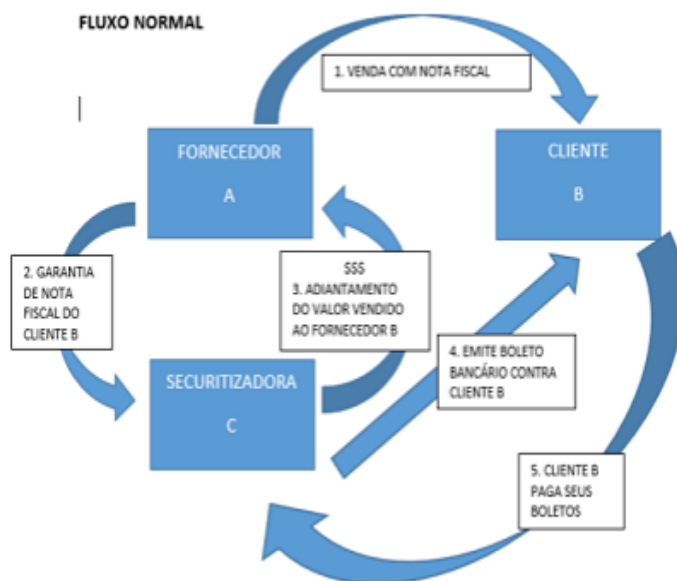 FLUXO NORMAL
1. VENDA COM NOTA FISCAL
FORNECEDOR
A
CLIENTE
B
2. GARANTIA
DE NOTA
FISCAL DO
CLIENTE B
SSS
3. ADIANTAMENTO
DO VALOR VENDIDO
AO FORNECEDOR B
4. EMITE BOLETO
BANCÁRIO CONTRA
CLIENTE B
SECURITIZADORA
C
5. CLIENTE B
PAGA SEUS
BOLETOS